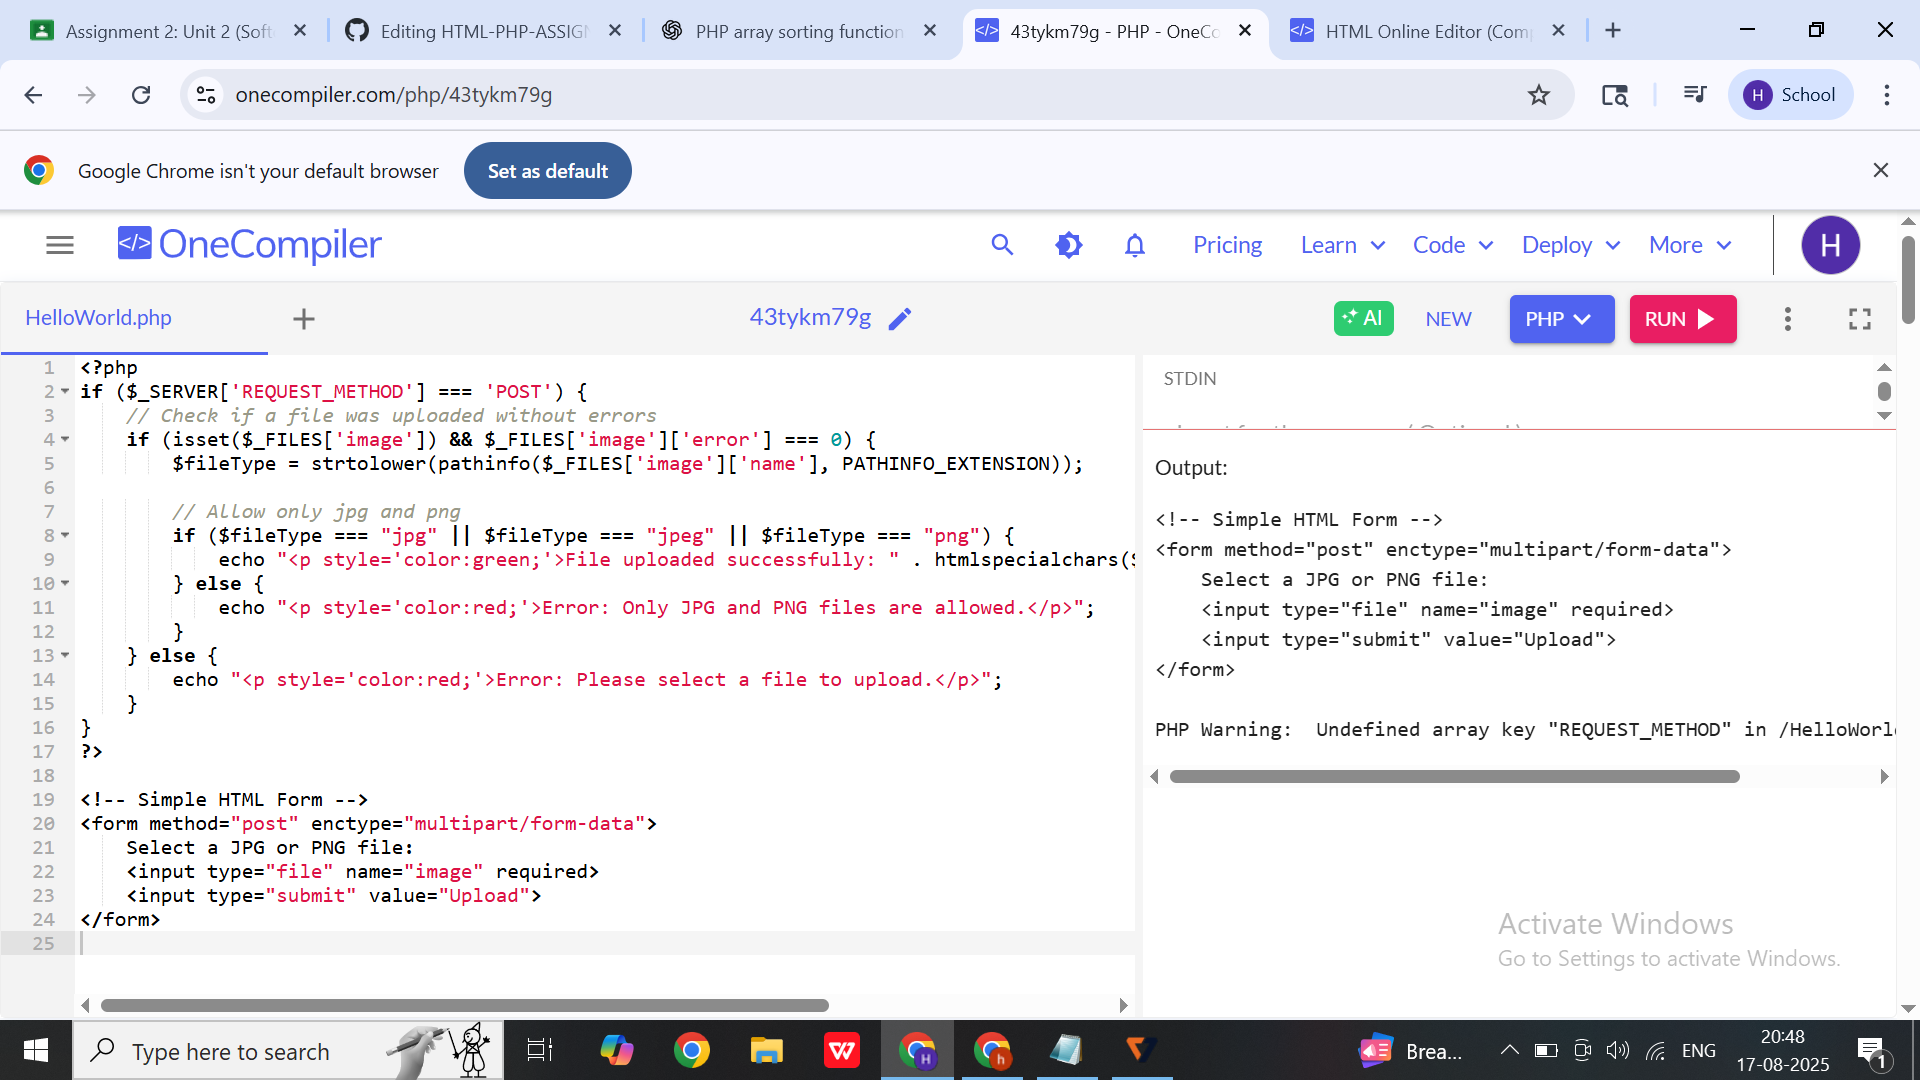 Assignment 2: Unit 2 (Soft
Editing HTML-PHP-ASSIGN
PHP array sorting function
43tykm79g - PHP - OneCo
HTML Online Editor (Com
onecompiler.com/php/43tykm79g
H School
Google Chrome isn't your default browser
Set as default
</> OneCompiler
Pricing
Learn
Code
Deploy
More
H
HelloWorld.php
43tykm79g
AI
NEW
PHP
RUN
1 <?php
2 if ($_SERVER['REQUEST_METHOD'] === 'POST') {
3 // Check if a file was uploaded without errors
4 if (isset($_FILES['image']) && $_FILES['image']['error'] === 0) {
5 $fileType = strtolower(pathinfo($_FILES['image']['name'], PATHINFO_EXTENSION));
6
7 // Allow only jpg and png
8 if ($fileType === "jpg" || $fileType === "jpeg" || $fileType === "png") {
9 echo "<p style='color:green;'>File uploaded successfully: " . htmlspecialchars($
10 } else {
11 echo "<p style='color:red;'>Error: Only JPG and PNG files are allowed.</p>";
12 }
13 } else {
14 echo "<p style='color:red;'>Error: Please select a file to upload.</p>";
15 }
16 }
17 ?>
18
19 <!-- Simple HTML Form -->
20 <form method="post" enctype="multipart/form-data">
21 Select a JPG or PNG file:
22 <input type="file" name="image" required>
23 <input type="submit" value="Upload">
24 </form>
25
STDIN
Output:
<!-- Simple HTML Form -->
<form method="post" enctype="multipart/form-data">
Select a JPG or PNG file:
<input type="file" name="image" required>
<input type="submit" value="Upload">
</form>
PHP Warning:  Undefined array key "REQUEST_METHOD" in /HelloWorl
Activate Windows
Go to Settings to activate Windows.
Type here to search
Brea...
ENG
20:48
17-08-2025
1